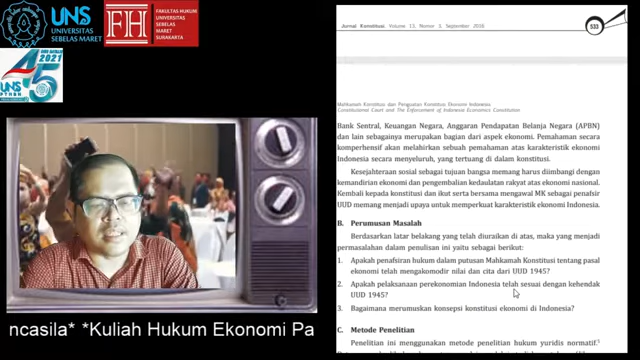 UNS
UNIVERSITAS
SEBELAS MARET
FH
FAKULTAS HUKUM
UNIVERSITAS
SEBELAS
MARET
SURAKARTA
2021
45
UNS
Jurnal Konstitusi Volume 13, Nomor 3, September 2016
533
Mahkamah Konstitusi dan Penguatan Konstitusi Ekonomi Indonesia
Constitutional Court and The Enforcement of Indonesia Economics Constitution
Bank Sentral, Keuangan Negara, Anggaran Pendapatan Belanja Negara (APBN)
dan lain sebagainya merupakan bagian dari aspek ekonomi. Pemahaman secara
komperhensif akan melahirkan sebuah pemahaman atas karakteristik ekonomi
Indonesia secara menyeluruh, yang tertuang di dalam konstitusi.
Kesejahteraan sosial sebagai tujuan bangsa memang harus diimbangi dengan
kemandirian ekonomi dan pengembalian kedaulatan rakyat atas ekonomi nasional.
Kembali kepada konstitusi dan ikut serta bersama mengawal MK sebagai penafsir
UUD memang menjadi upaya untuk memperkuat karakteristik ekonomi Indonesia.
B. Perumusan Masalah
Berdasarkan latar belakang yang telah diuraikan di atas, maka yang menjadi
permasalahan dalam penulisan ini yaitu sebagai berikut:
1. Apakah penafsiran hukum dalam putusan Mahkamah Konstitusi tentang pasal
ekonomi telah mengakomodir nilai dan cita dari UUD 1945?
2. Apakah pelaksanaan perekonomian Indonesia telah sesuai dengan kehendak
UUD 1945?
3. Bagaimana merumuskan konsepsi konstitusi ekonomi di Indonesia?
C. Metode Penelitian
Penelitian ini menggunakan metode penelitian hukum yuridis normatif.
ncasila* *Kuliah Hukum Ekonomi Pa